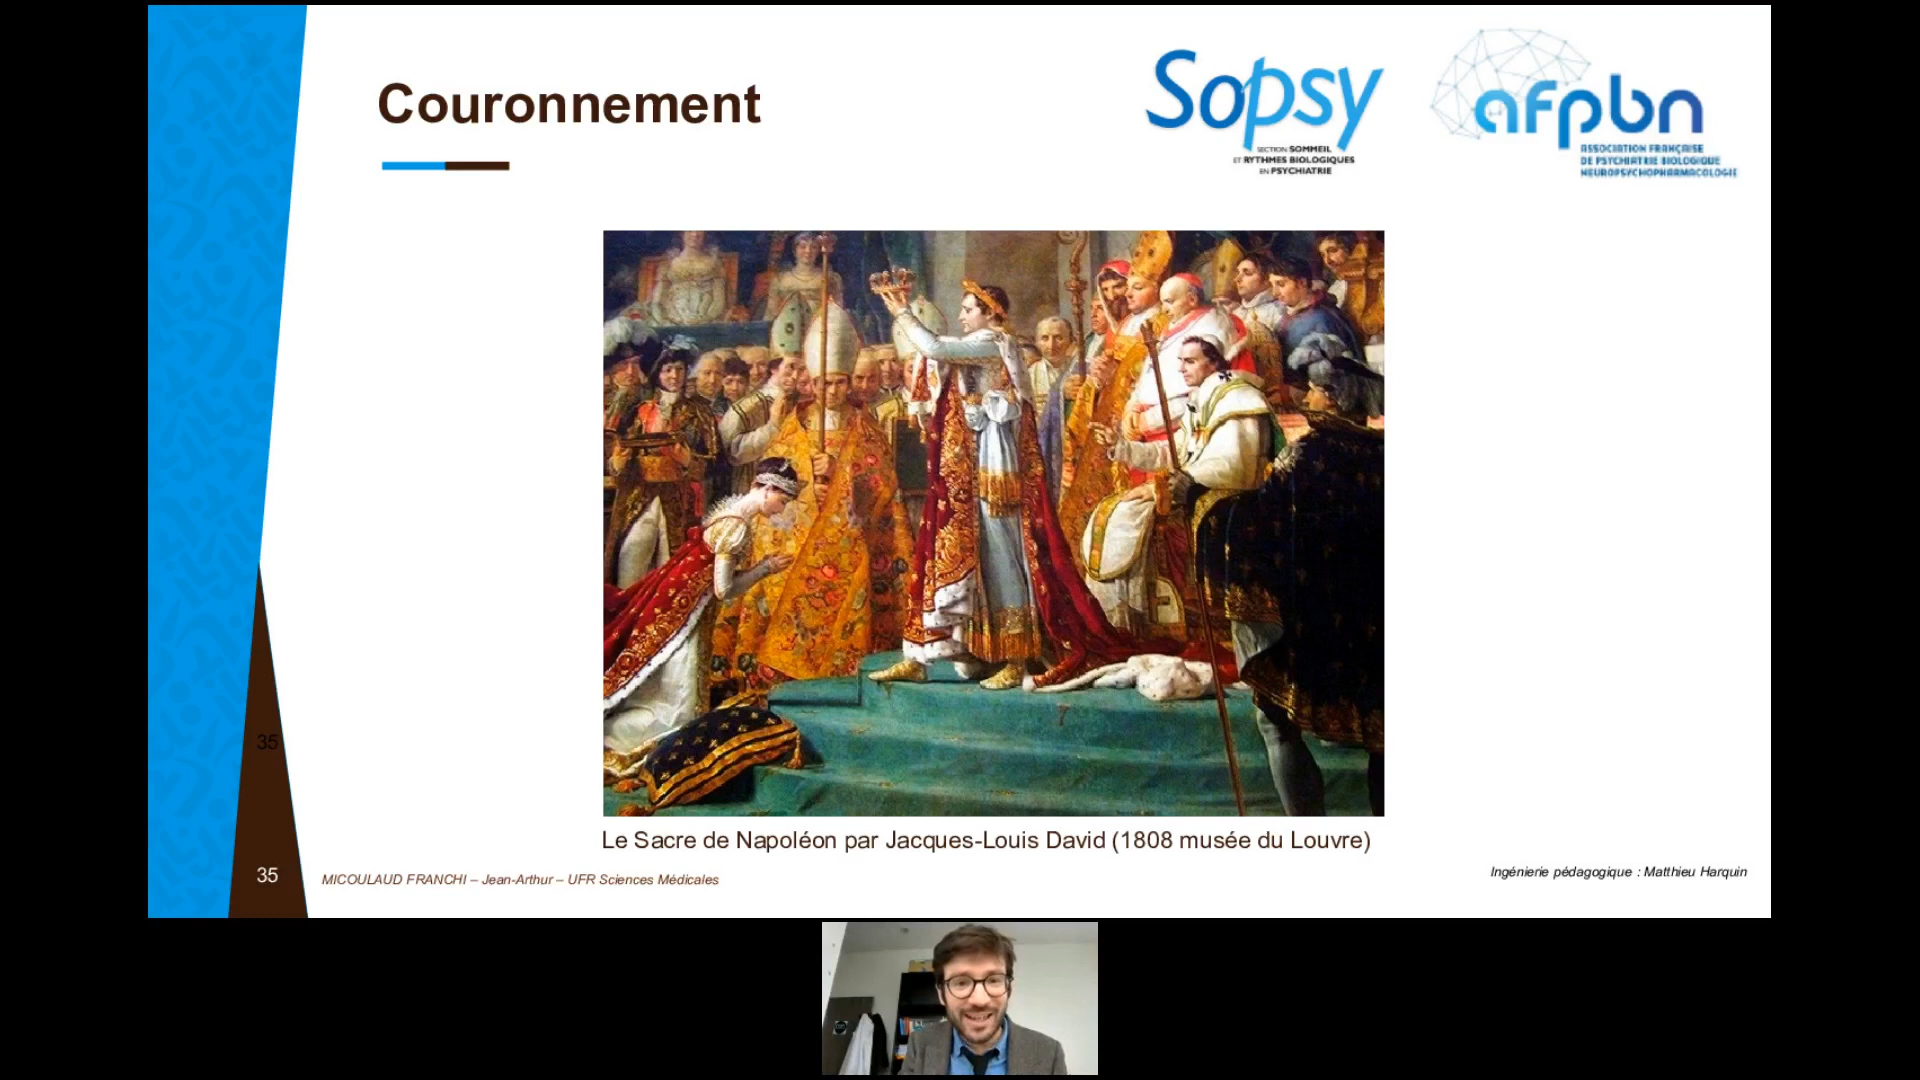 Couronnement
Sopsy
SECTION SOMMEIL
ET RYTHMES BIOLOGIQUES
EN PSYCHIATRIE
afpbn
ASSOCIATION FRANÇAISE
DE PSYCHIATRIE BIOLOGIQUE
NEUROPSYCHOPHARMACOLOGIE
Le Sacre de Napoléon par Jacques-Louis David (1808 musée du Louvre)
35
35
MICOULAUD FRANCHI – Jean-Arthur – UFR Sciences Médicales
Ingénierie pédagogique : Matthieu Harquin